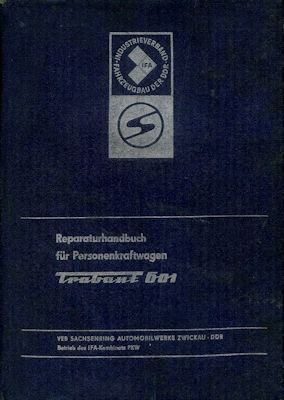 INDUSTRIEVERBAND FAHRZEUGBAU DER DDR
IFA
Reparaturhandbuch
für Personenkraftwagen
Trabant 601
VEB SACHSENRING AUTOMOBILWERKE ZWICKAU · DDR
Betrieb des IFA-Kombinats PKW